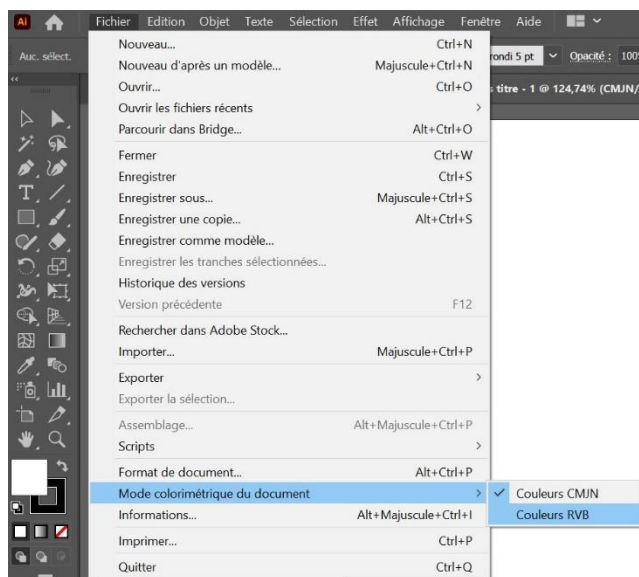 Ai Fichier Edition Objet Texte Sélection Effet Affichage Fenêtre Aide
Auc. sélect.
rondi 5 pt Opacité : 100%
titre - 1 @ 124,74% (CMJN/
Nouveau... Ctrl+N
Nouveau d'après un modèle... Majuscule+Ctrl+N
Ouvrir... Ctrl+O
Ouvrir les fichiers récents
Parcourir dans Bridge... Alt+Ctrl+O
Fermer Ctrl+W
Enregistrer Ctrl+S
Enregistrer sous... Majuscule+Ctrl+S
Enregistrer une copie... Alt+Ctrl+S
Enregistrer comme modèle...
Enregistrer les tranches sélectionnées...
Historique des versions
Version précédente F12
Rechercher dans Adobe Stock...
Importer... Majuscule+Ctrl+P
Exporter
Exporter la sélection...
Assemblage... Alt+Majuscule+Ctrl+P
Scripts
Format de document... Alt+Ctrl+P
Mode colorimétrique du document
Couleurs CMJN
Couleurs RVB
Informations... Alt+Majuscule+Ctrl+I
Imprimer... Ctrl+P
Quitter Ctrl+Q